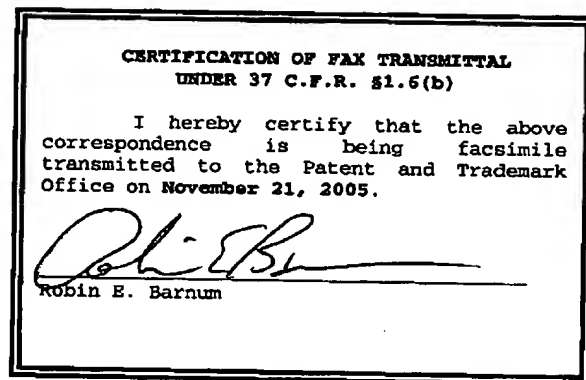 CERTIFICATION OF FAX TRANSMITTAL
UNDER 37 C.F.R. §1.6(b)
I hereby certify that the above
correspondence is being facsimile
transmitted to the Patent and Trademark
Office on November 21, 2005.
Robin E. Barnum